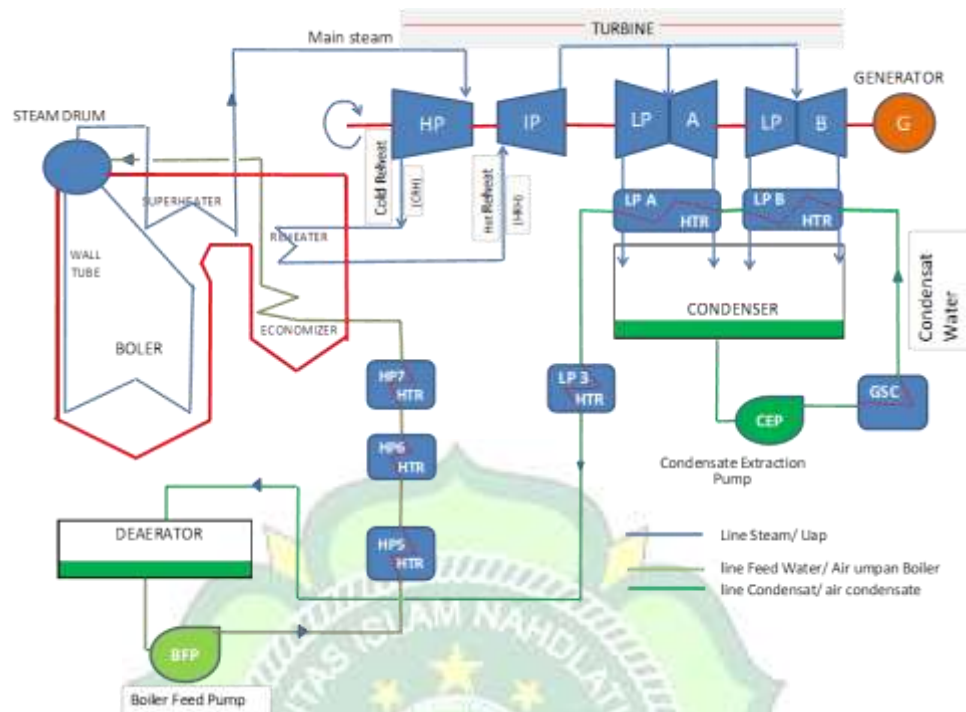 TURBINE
Main steam
GENERATOR
STEAM DRUM
HP
IP
LP
A
LP
B
G
Cold Reheat
(CRH)
Hot Reheat
(HRH)
SUPERHEATER
REHEATER
WALL
TUBE
LP A
HTR
LP B
HTR
CONDENSER
Condensat
Water
ECONOMIZER
BOLER
HP7
HTR
LP 3
HTR
GSC
CEP
HP6
HTR
Condensate Extraction
Pump
DEAERATOR
HP5
HTR
Line Steam/ Uap
line Feed Water/ Air umpan Boiler
line Condensat/ air condensate
BFP
Boiler Feed Pump
ITAS ISLAM NAHDLAT